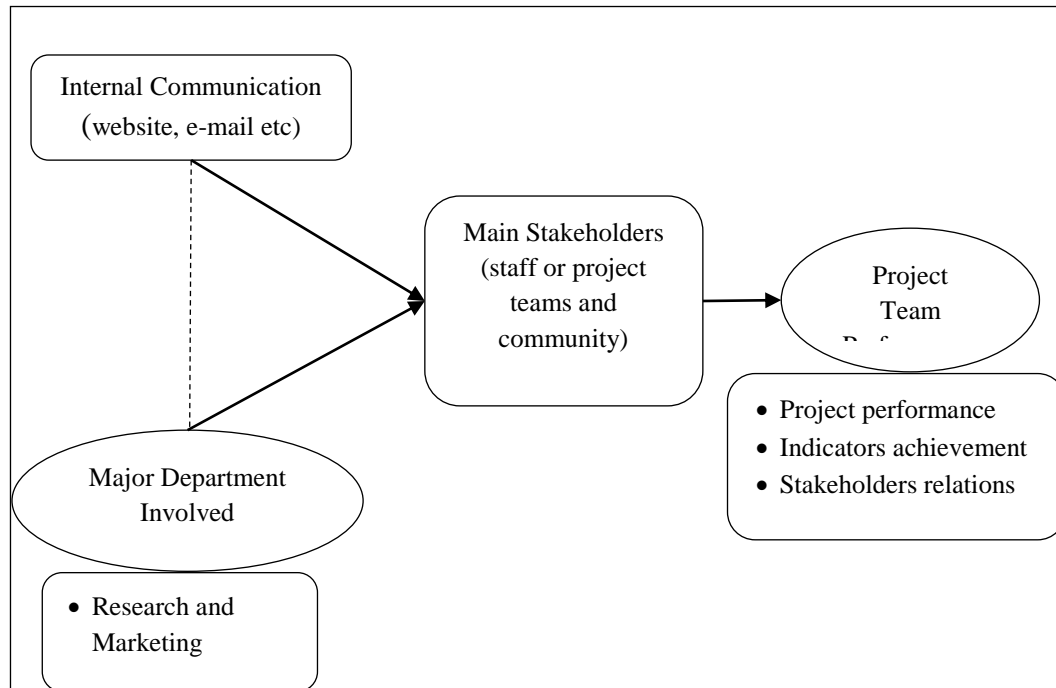 Internal Communication
(website, e-mail etc)
Main Stakeholders
(staff or project
teams and
community)
Project
Team
Major Department
Involved
• Research and
Marketing
• Project performance
• Indicators achievement
• Stakeholders relations